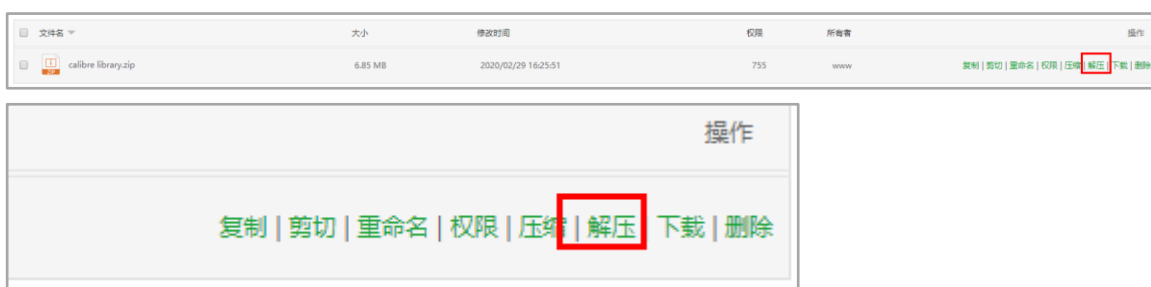 文件名 大小 修改时间 权限 所有者 操作
ZIP calibre library.zip 6.85 MB 2020/02/29 16:25:51 755 www 复制 | 剪切 | 重命名 | 权限 | 压缩 | 解压 | 下载 | 删除
操作
复制 | 剪切 | 重命名 | 权限 | 压缩 | 解压 下载 | 删除